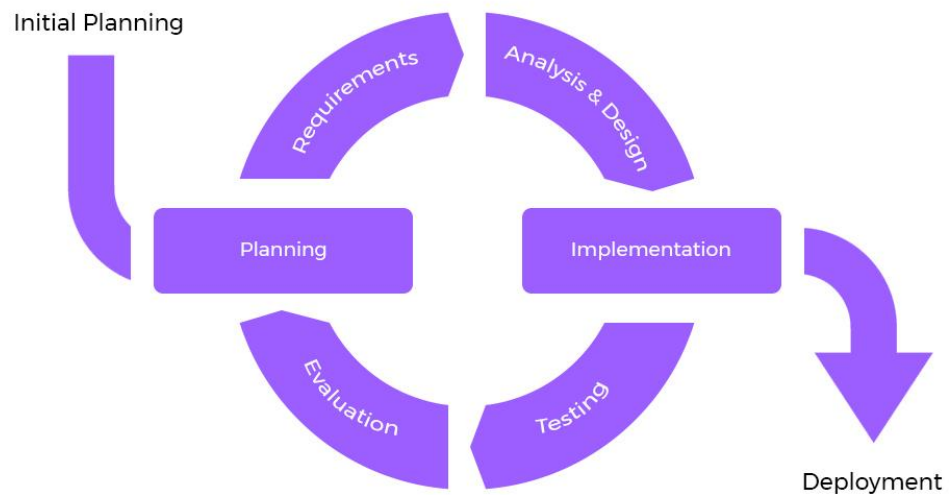 Initial Planning
Requirements
Analysis & Design
Planning
Implementation
Evaluation
Testing
Deployment